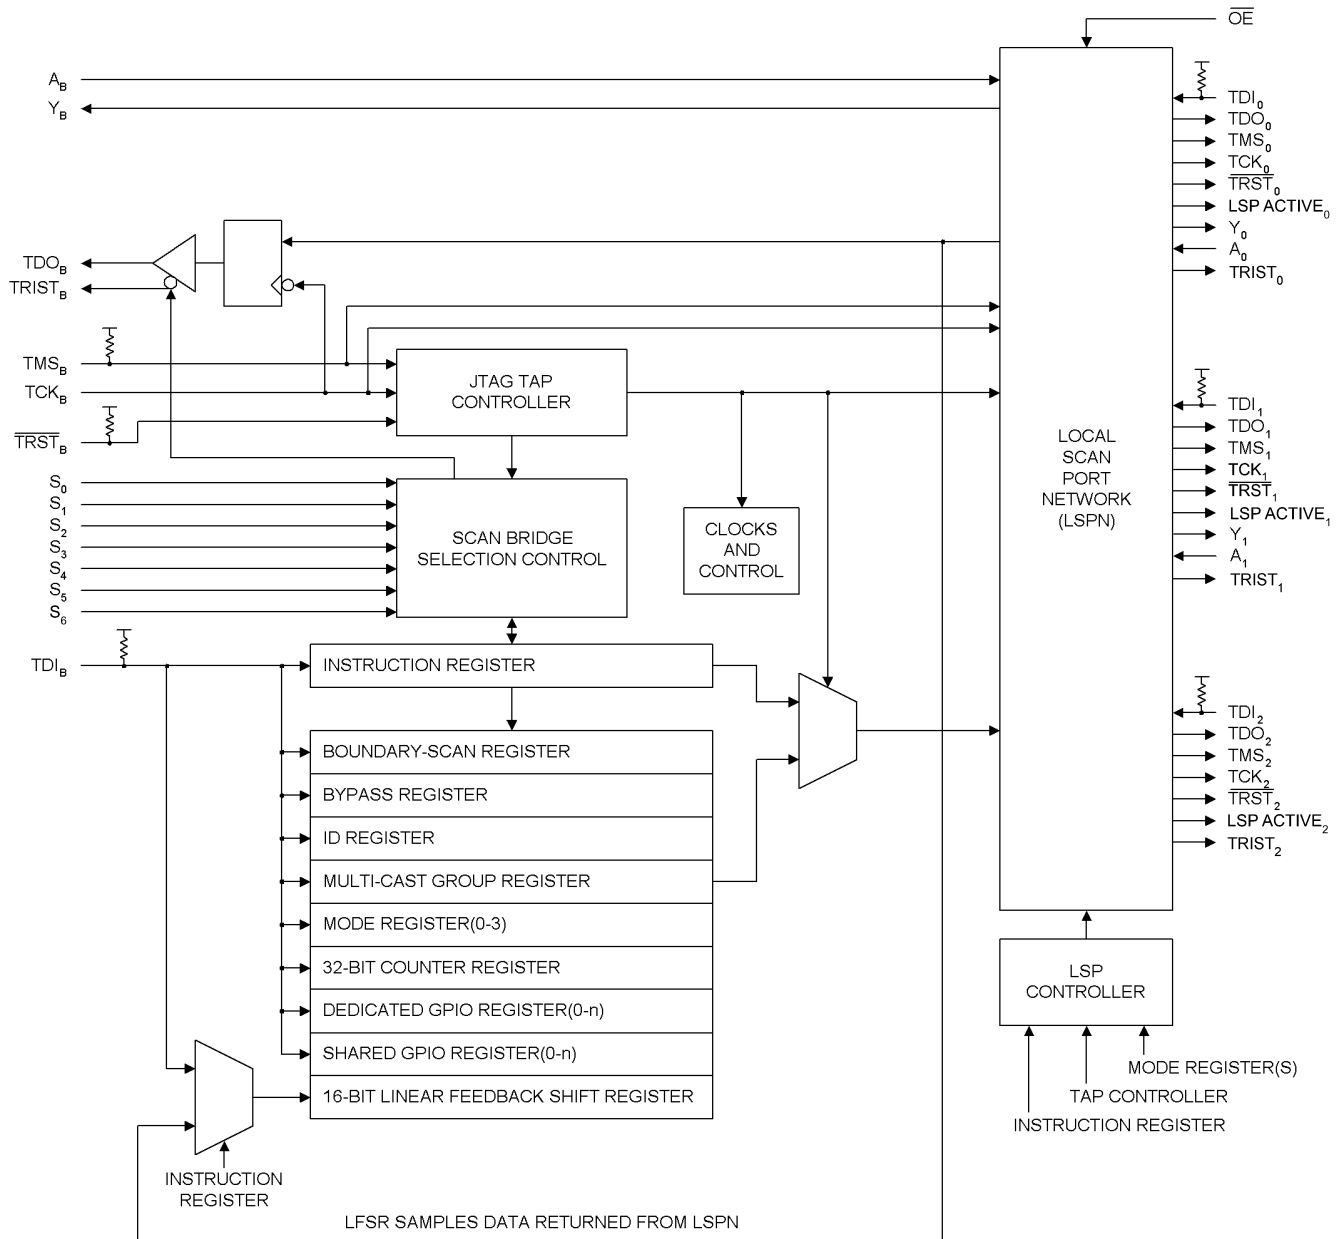 OE
A_B
Y_B
TDI_0
TDO_0
TMS_0
TCK_0
TRST_0
LSP ACTIVE_0
Y_0
A_0
TRIST_0
TDO_B
TRIST_B
TMS_B
TCK_B
TRST_B
JTAG TAP
CONTROLLER
S_0
S_1
S_2
S_3
S_4
S_5
S_6
SCAN BRIDGE
SELECTION CONTROL
CLOCKS
AND
CONTROL
LOCAL
SCAN
PORT
NETWORK
(LSPN)
TDI_1
TDO_1
TMS_1
TCK_1
TRST_1
LSP ACTIVE_1
Y_1
A_1
TRIST_1
TDI_B
INSTRUCTION REGISTER
BOUNDARY-SCAN REGISTER
BYPASS REGISTER
ID REGISTER
MULTI-CAST GROUP REGISTER
MODE REGISTER(0-3)
32-BIT COUNTER REGISTER
DEDICATED GPIO REGISTER(0-n)
SHARED GPIO REGISTER(0-n)
16-BIT LINEAR FEEDBACK SHIFT REGISTER
TDI_2
TDO_2
TMS_2
TCK_2
TRST_2
LSP ACTIVE_2
TRIST_2
LSP
CONTROLLER
MODE REGISTER(S)
TAP CONTROLLER
INSTRUCTION REGISTER
INSTRUCTION
REGISTER
LFSR SAMPLES DATA RETURNED FROM LSPN